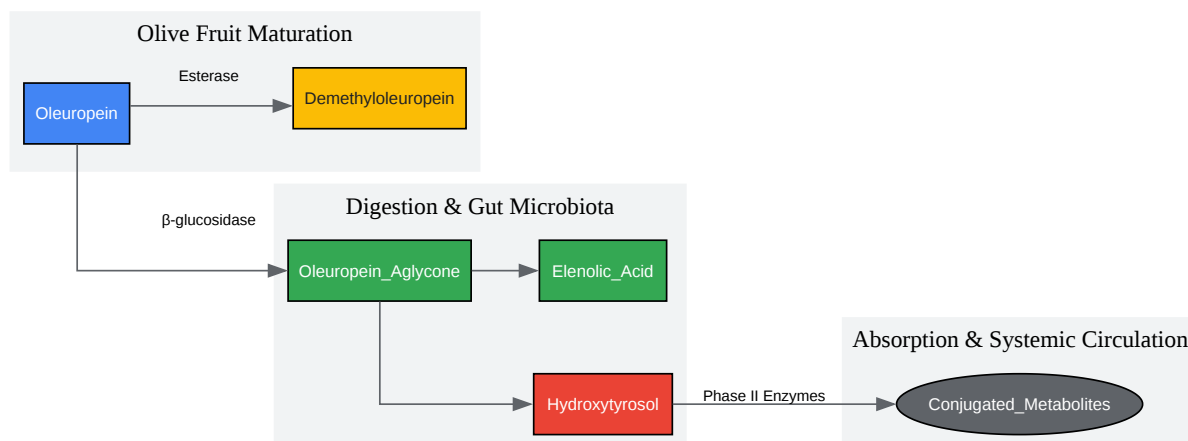 Olive Fruit Maturation
Esterase
Oleuropein
Demethyloleuropein
β-glucosidase
Digestion & Gut Microbiota
Oleuropein_Aglycone
Elenolic_Acid
Absorption & Systemic Circulation
Hydroxytyrosol
Phase II Enzymes
Conjugated_Metabolites